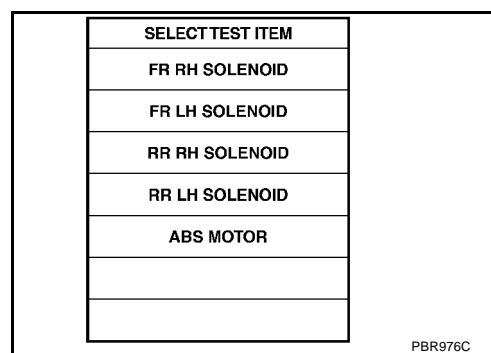 SELECT TEST ITEM
FR RH SOLENOID
FR LH SOLENOID
RR RH SOLENOID
RR LH SOLENOID
ABS MOTOR
PBR976C